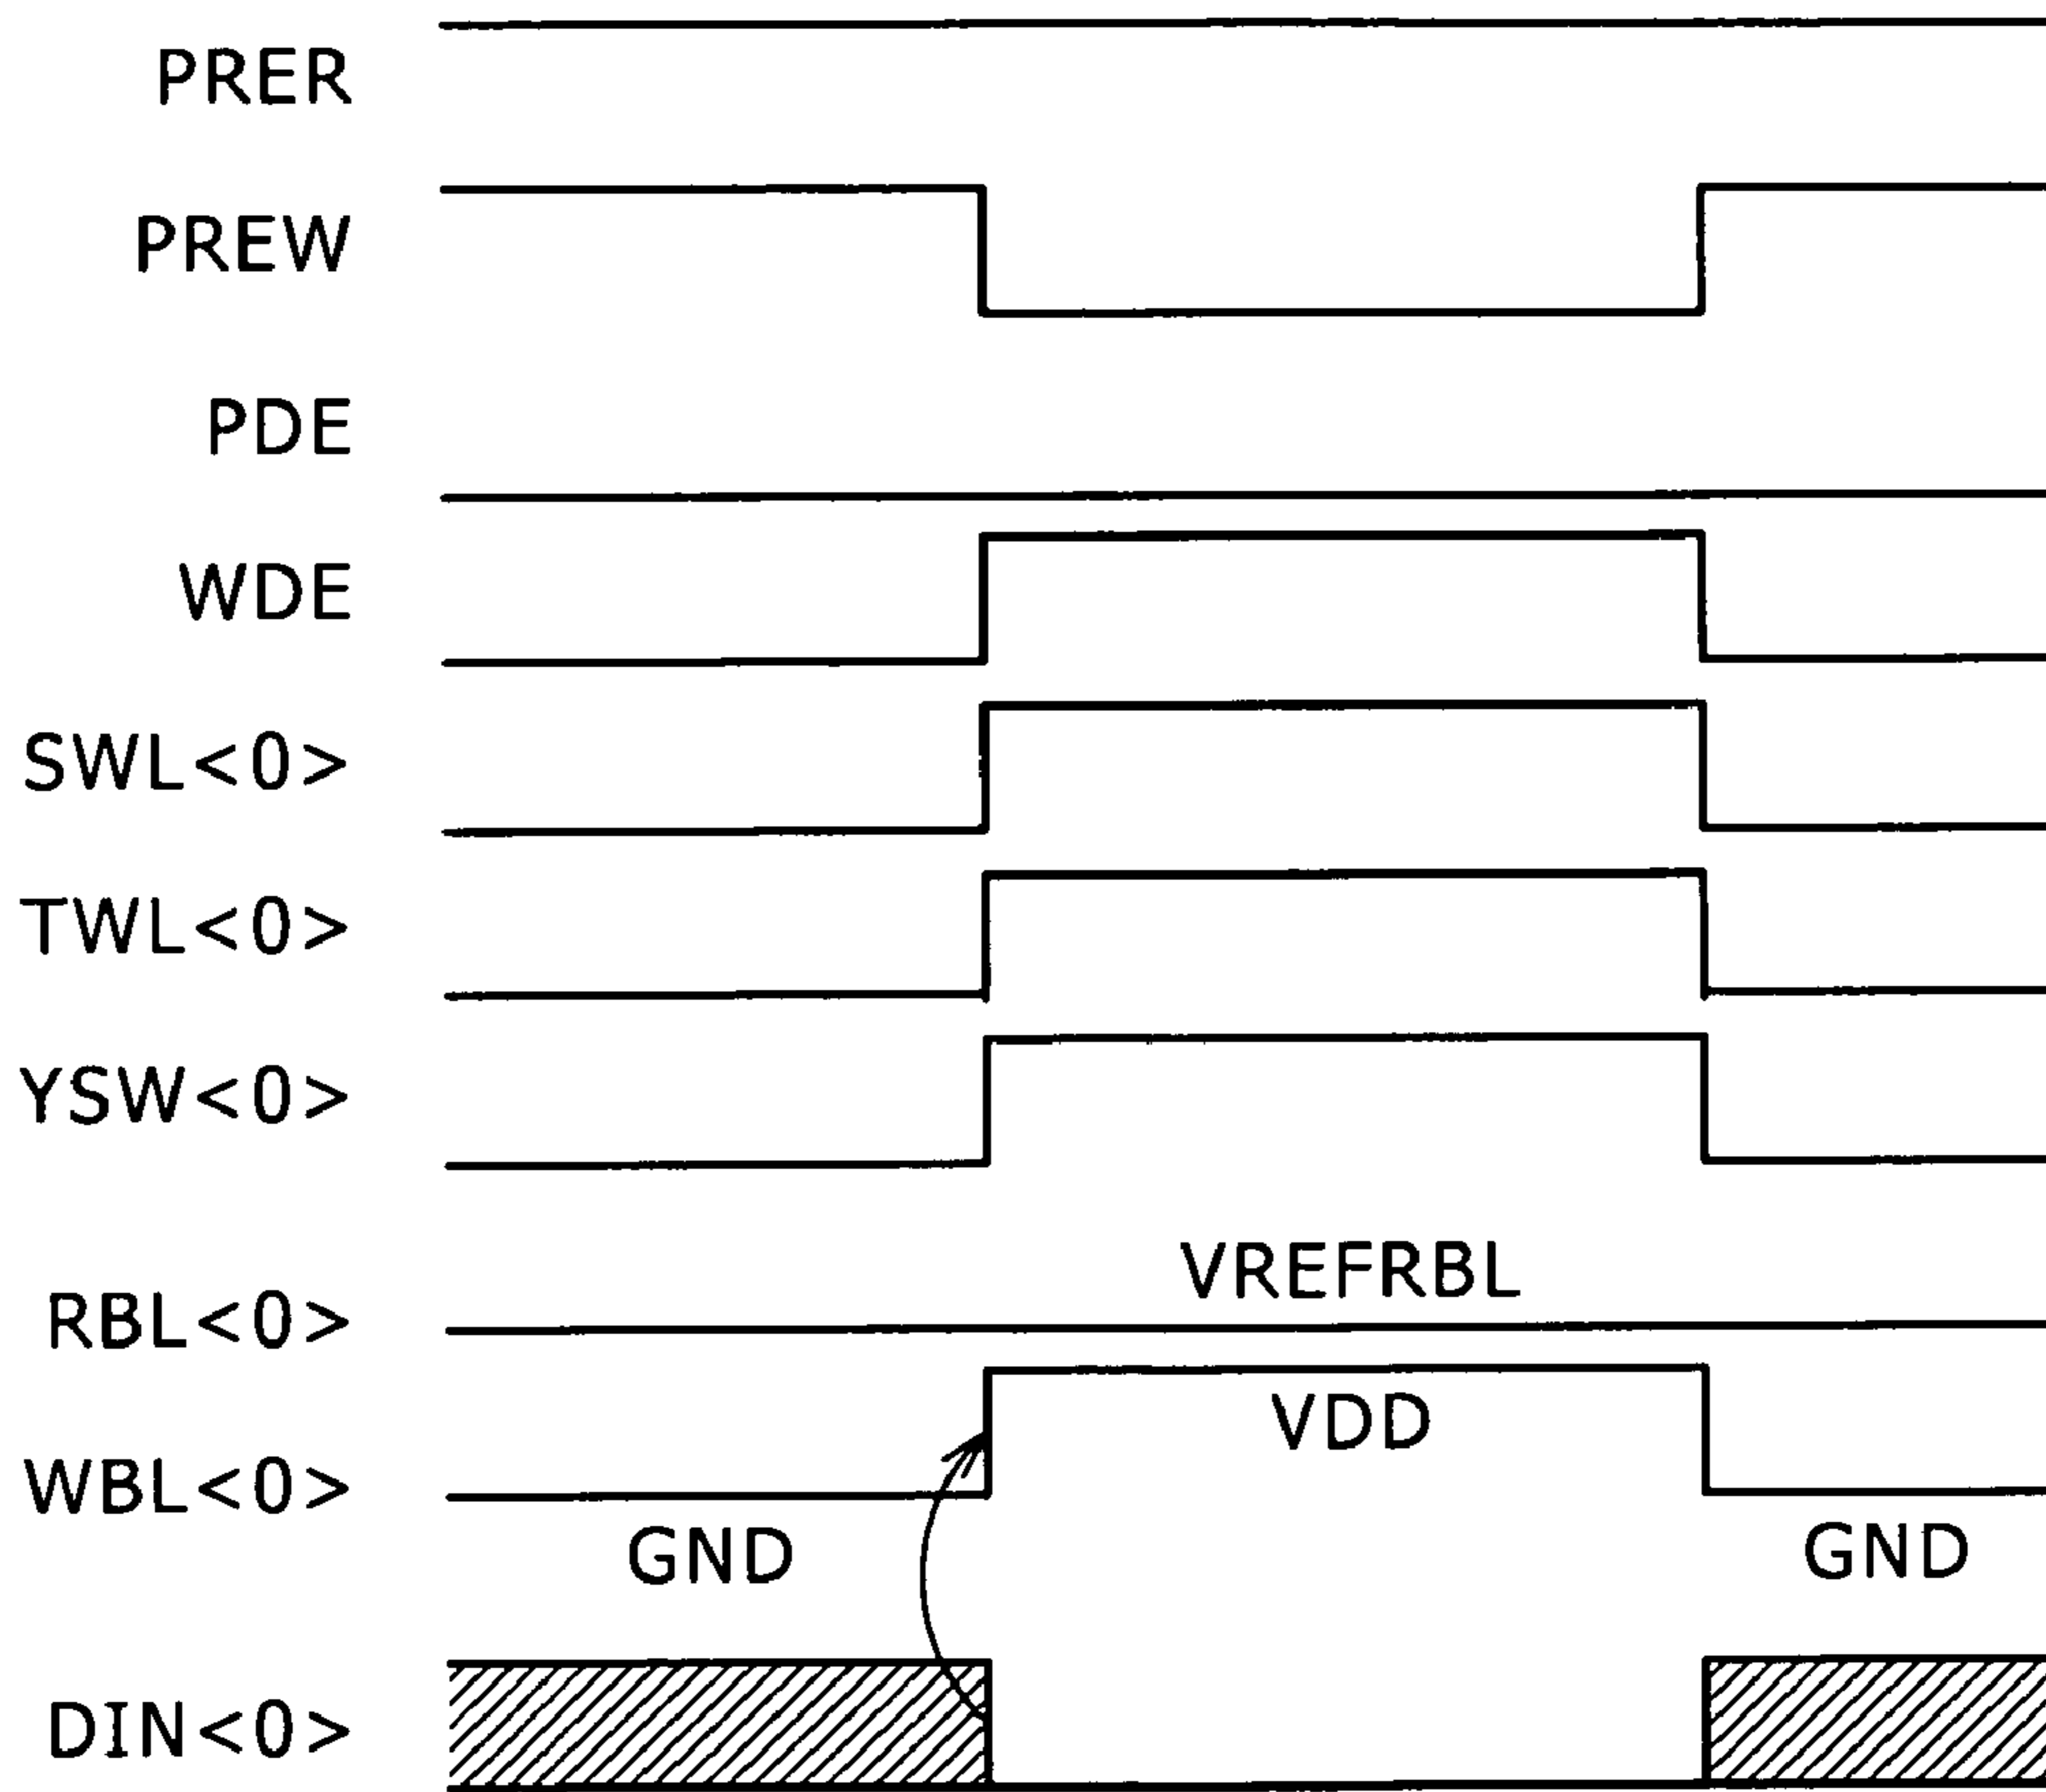 PRER
PREW
PDE
WDE
SWL<0>
TWL<0>
YSW<0>
VREFRBL
RBL<0>
VDD
WBL<0>
GND
GND
DIN<0>